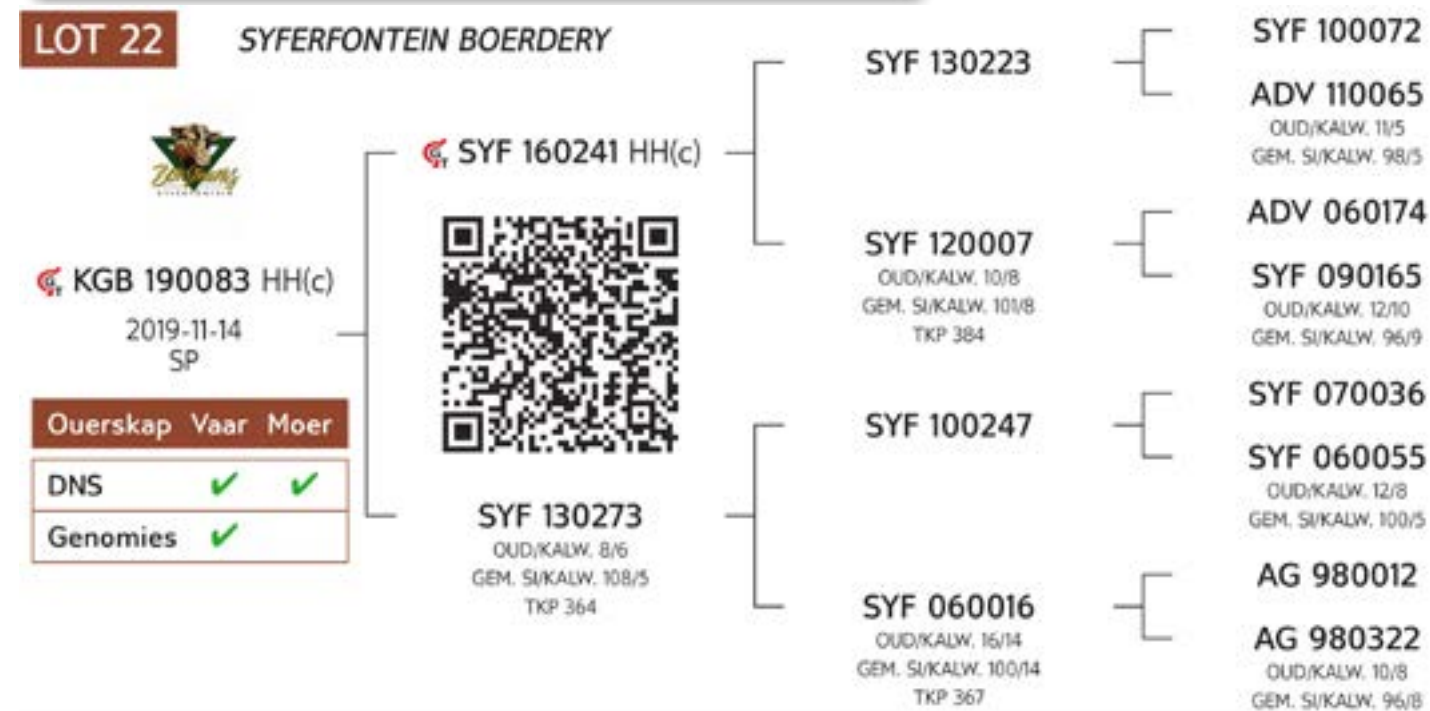 LOT 22
SYFERFONTEIN BOERDERY
KGB 190083 HH(c)
2019-11-14
SP
Ouerskap Vaar Moer
DNS ✔ ✔
Genomies ✔
SYF 160241 HH(c)
SYF 130273
OUD/KALW. 8/6
GEM. SI/KALW. 108/5
TKP 364
SYF 130223
SYF 120007
OUD/KALW. 10/8
GEM. SI/KALW. 101/8
TKP 384
SYF 100247
SYF 060016
OUD/KALW. 16/14
GEM. SI/KALW. 100/14
TKP 367
SYF 100072
ADV 110065
OUD/KALW. 11/5
GEM. SI/KALW. 98/5
ADV 060174
SYF 090165
OUD/KALW. 12/10
GEM. SI/KALW. 96/9
SYF 070036
SYF 060055
OUD/KALW. 12/8
GEM. SI/KALW. 100/5
AG 980012
AG 980322
OUD/KALW. 10/8
GEM. SI/KALW. 96/8